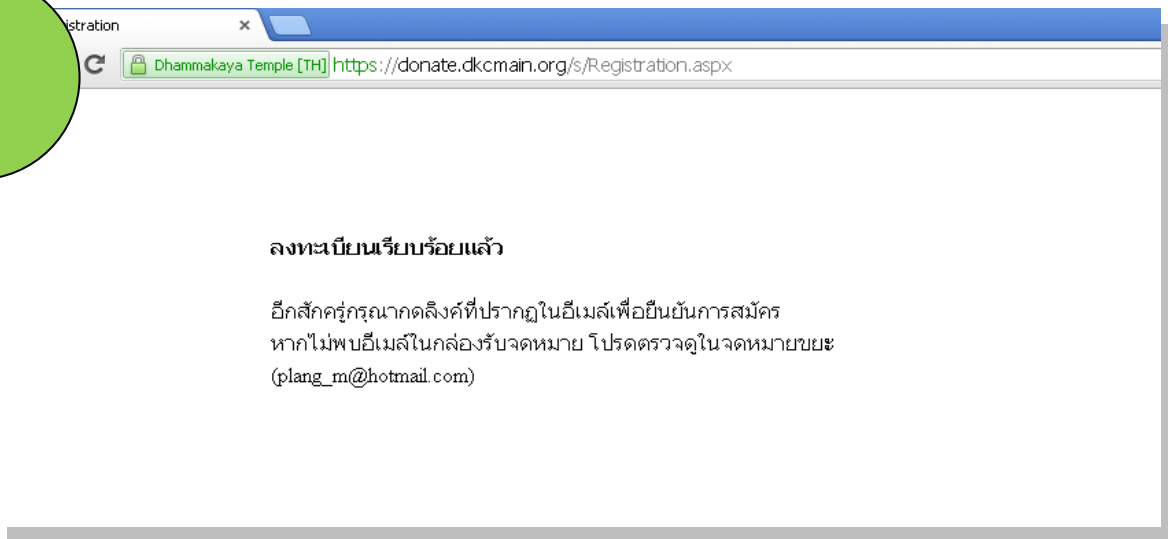 istration
Dhammakaya Temple [TH] https://donate.dkcmain.org/s/Registration.aspx
ลงทะเบียนเรียบร้อยแล้ว
อีกสักครู่กรุณากดลิงค์ที่ปรากฏในอีเมล์เพื่อยืนยันการสมัคร
หากไม่พบอีเมล์ในกล่องรับจดหมาย โปรดตรวจดูในจดหมายขยะ
(plang_m@hotmail.com)